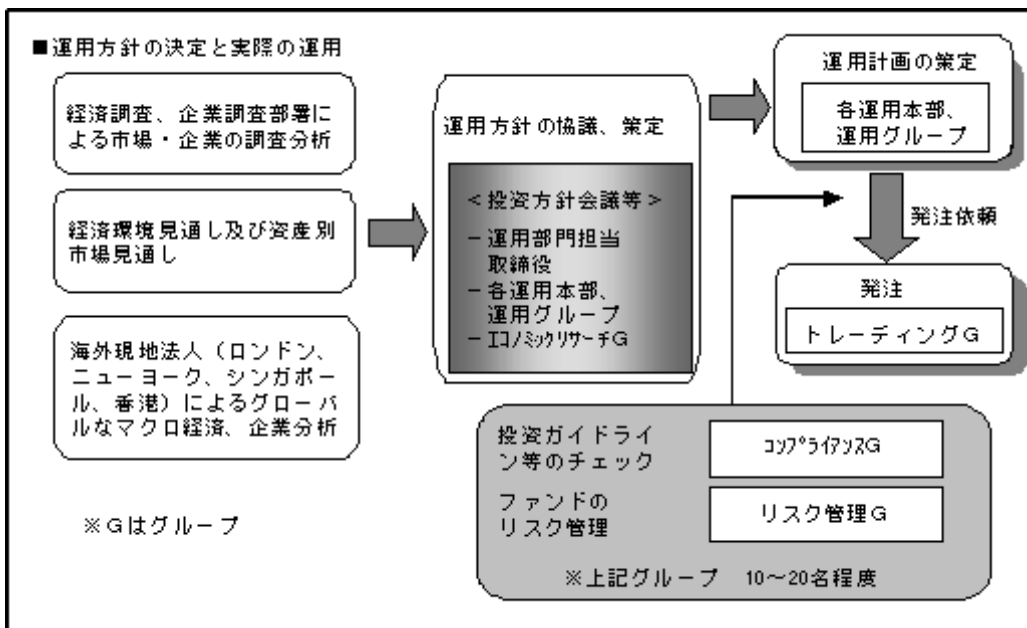 ■運用方針の決定と実際の運用
経済調査、企業調査部署に
よる市場・企業の調査分析
経済環境見通し及び資産別
市場見通し
海外現地法人（ロンドン、
ニューヨーク、シンガポー
ル、香港）によるグローバ
ルなマクロ経済、企業分析
※Gはグループ
運用方針の協議、策定
＜投資方針会議等＞
－運用部門担当
取締役
－各運用本部、
運用グループ
－ｴｺﾉﾐｯｸﾘｻｰﾁG
運用計画の策定
各運用本部、
運用グループ
発注依頼
発注
トレーディングG
投資ガイドライ
ン等のチェック
ｺﾝﾌﾟﾗｲｱﾝｽG
ファンドの
リスク管理
リスク管理G
※上記グループ　10～20名程度